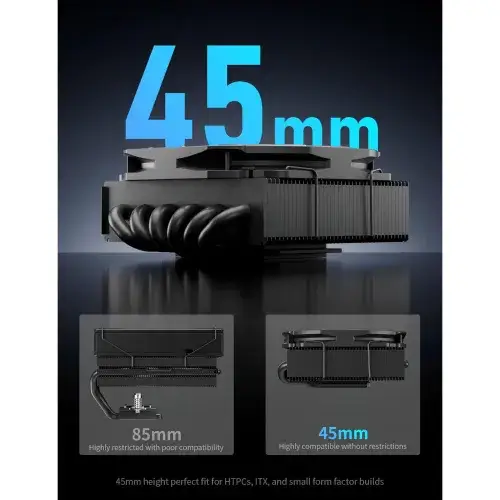 45mm
85mm
Highly restricted with poor compatibility
45mm
Highly compatible without restrictions
45mm height perfect fit for HTPCs, ITX, and small form factor builds